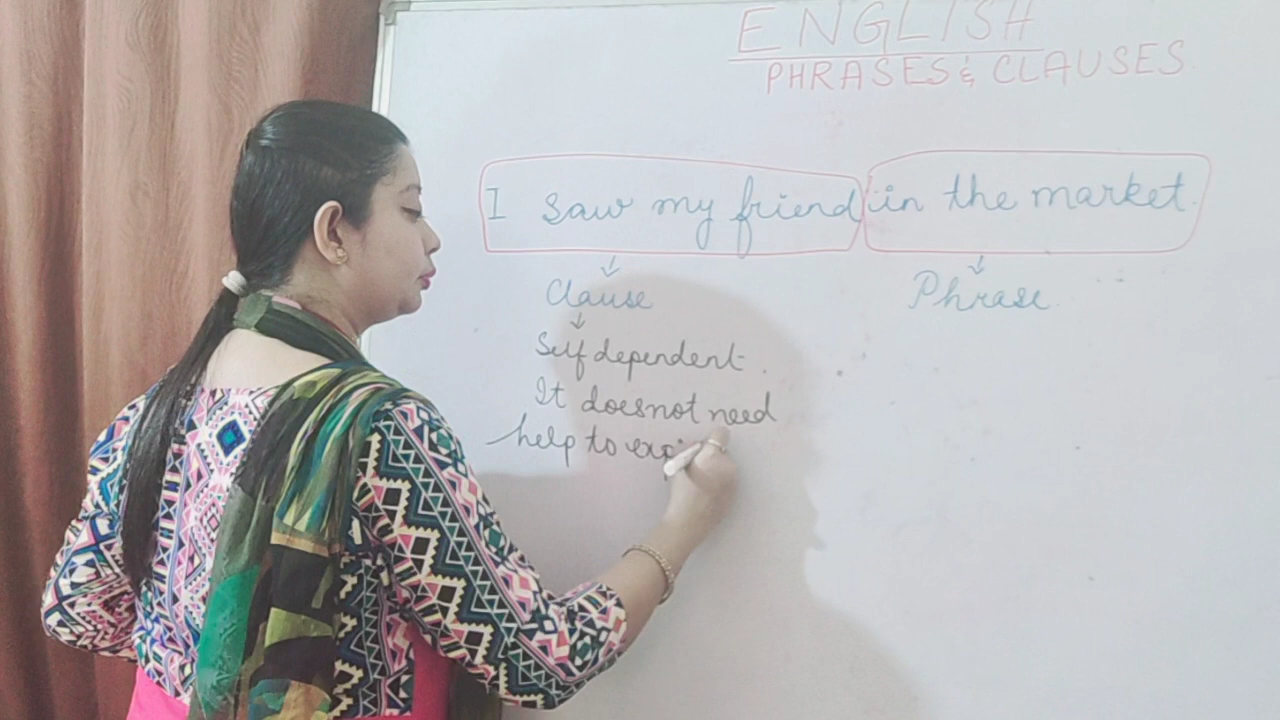 ENGLISH
PHRASES & CLAUSES
I saw my friend in the market.
Clause
Phrase
Self dependent.
It doesnot need
help to